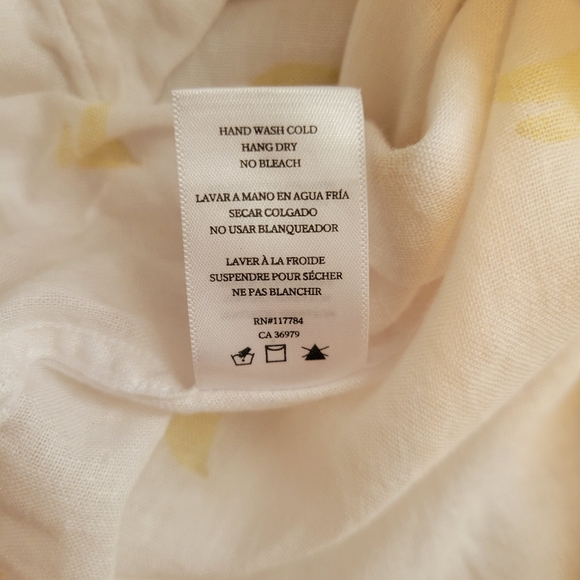 HAND WASH COLD
HANG DRY
NO BLEACH
LAVAR A MANO EN AGUA FRÍA
SECAR COLGADO
NO USAR BLANQUEADOR
LAVER À LA FROIDE
SUSPENDRE POUR SÉCHER
NE PAS BLANCHIR
RN#117784
CA 36979